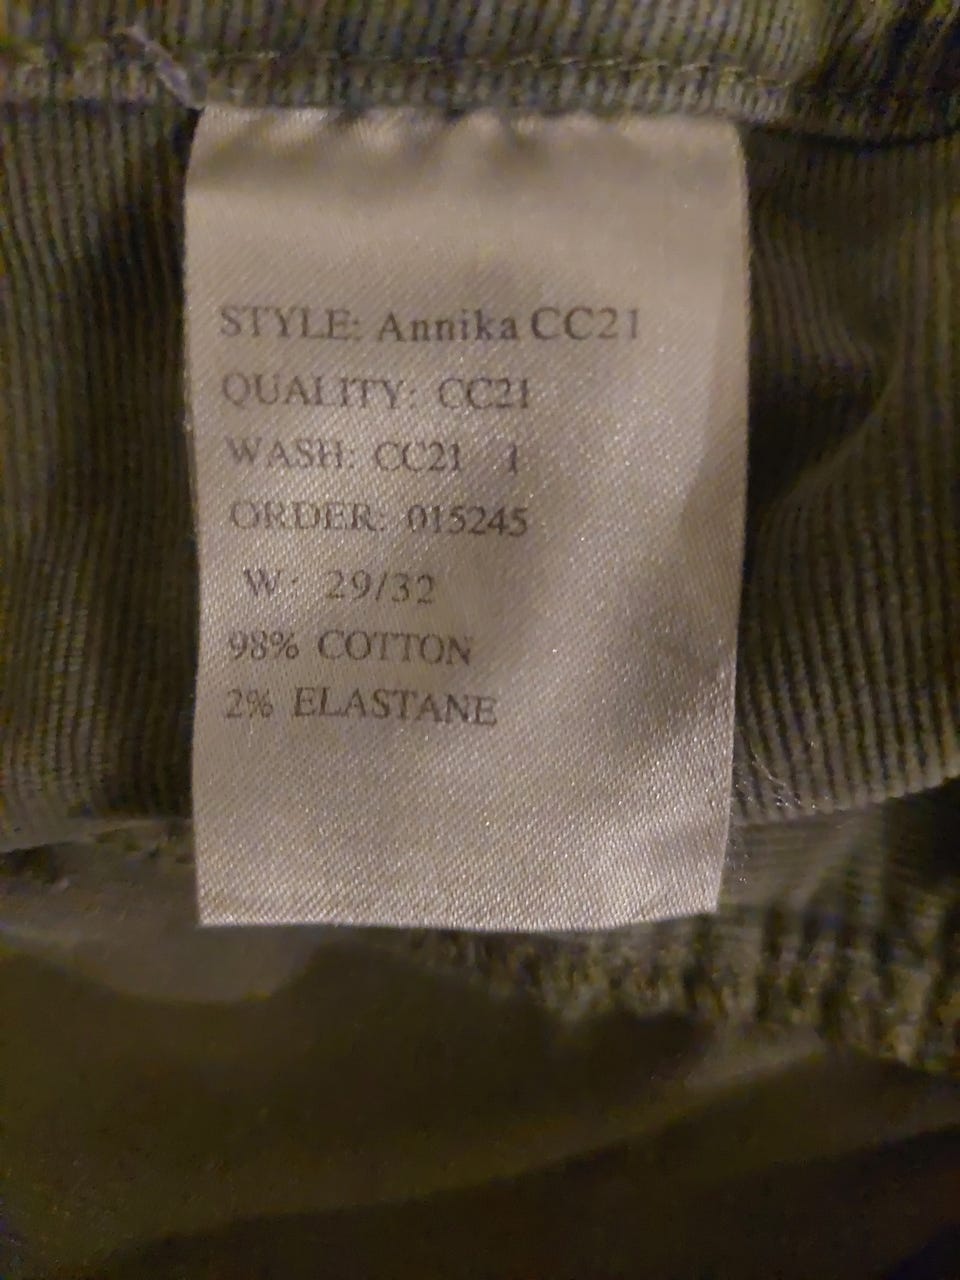 STYLE: Annika CC21
QUALITY: CC21
WASH: CC21 1
ORDER: 015245
W: 29/32
98% COTTON
2% ELASTANE